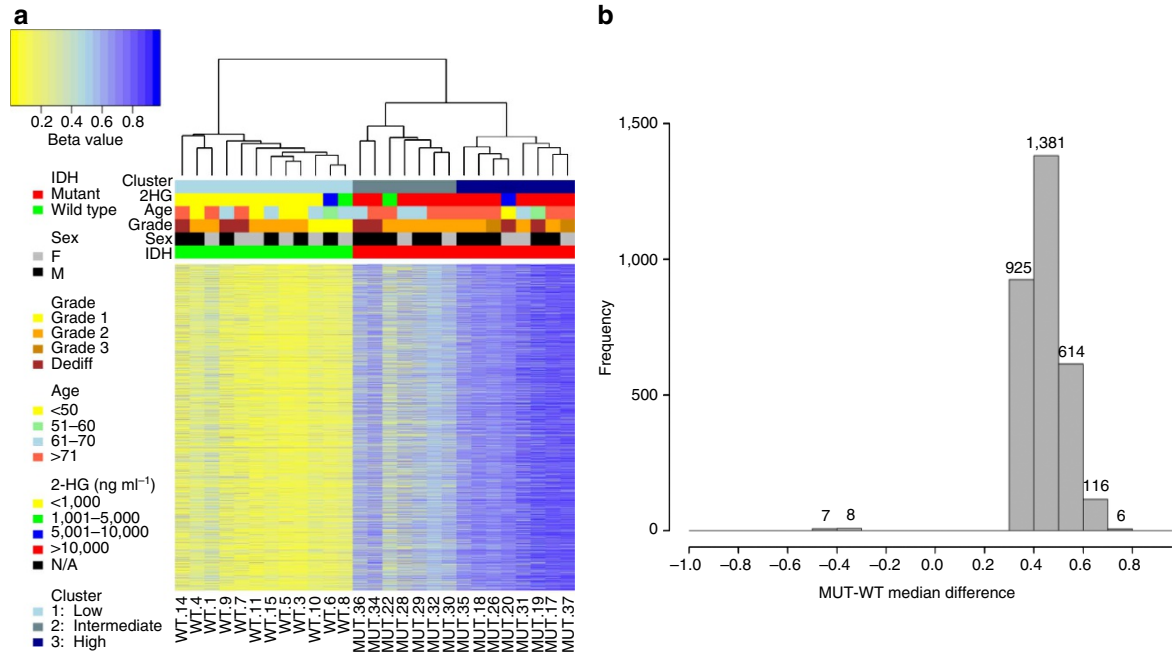 a
0.2 0.4 0.6 0.8
Beta value
IDH
Mutant
Wild type
Sex
F
M
Grade
Grade 1
Grade 2
Grade 3
Dediff
Age
<50
51–60
61–70
>71
2-HG (ng ml⁻¹)
<1,000
1,001–5,000
5,001–10,000
>10,000
N/A
Cluster
1: Low
2: Intermediate
3: High
Cluster
2HG
Age
Grade
Sex
IDH
WT.14
WT.4
WT.1
WT.9
WT.7
WT.11
WT.15
WT.5
WT.3
WT.10
WT.6
WT.8
MUT.36
MUT.34
MUT.22
MUT.28
MUT.29
MUT.32
MUT.30
MUT.35
MUT.18
MUT.26
MUT.20
MUT.31
MUT.19
MUT.17
MUT.37
b
Frequency
1,500
1,000
500
0
7
8
925
1,381
614
116
6
−1.0 −0.8 −0.6 −0.4 −0.2 0.0 0.2 0.4 0.6 0.8
MUT-WT median difference